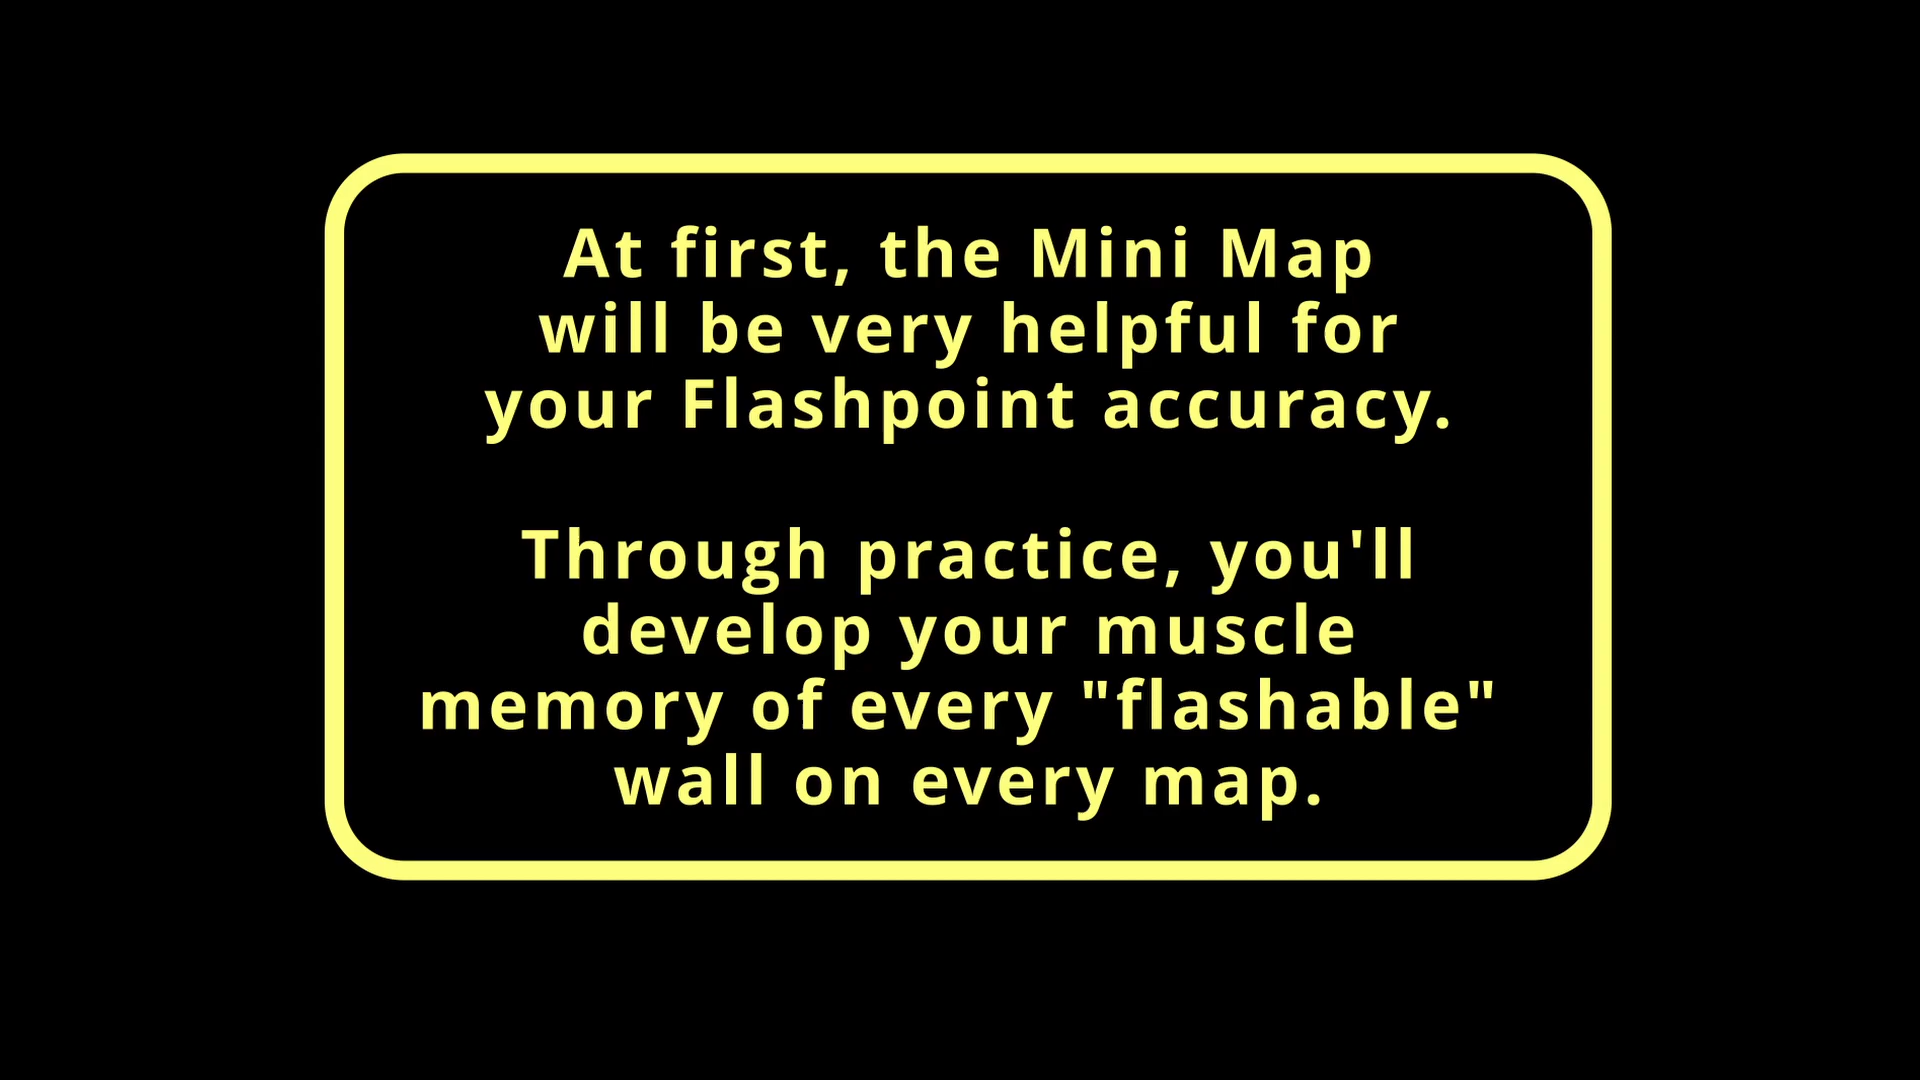 At first, the Mini Map
will be very helpful for
your Flashpoint accuracy.
Through practice, you'll
develop your muscle
memory of every "flashable"
wall on every map.